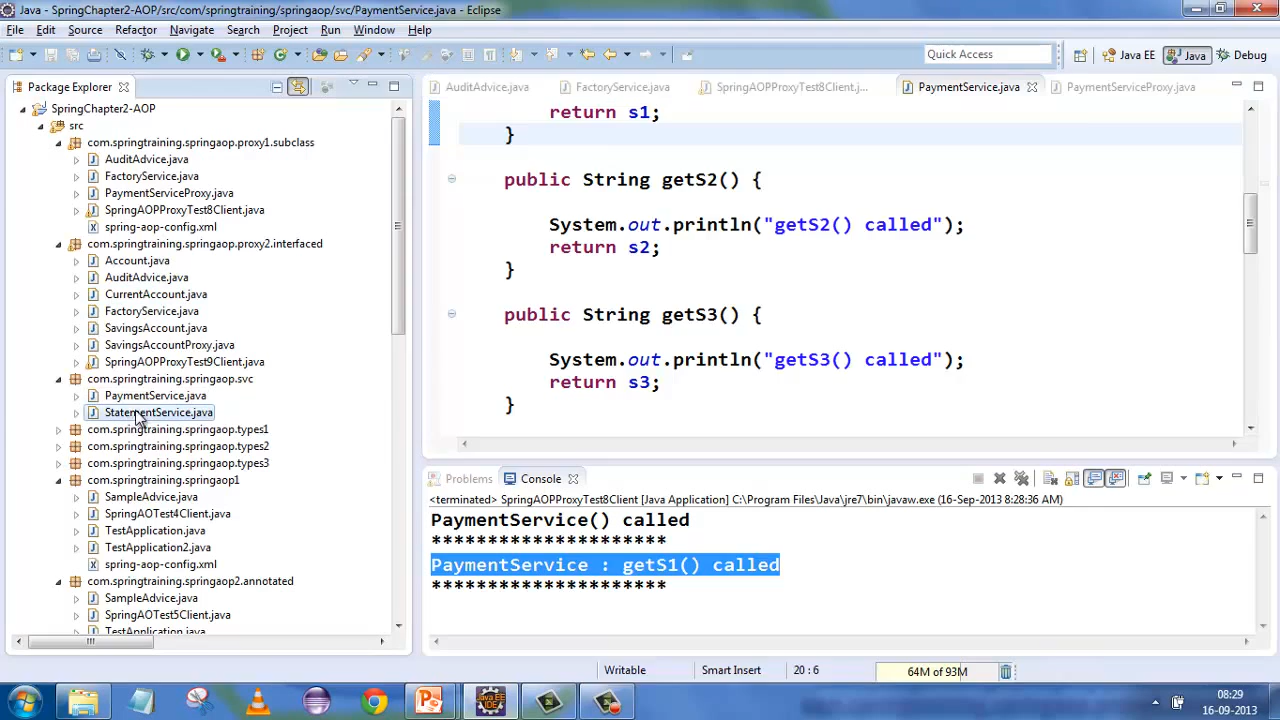 Java - SpringChapter2-AOP/src/com/springtraining/springaop/svc/PaymentService.java - Eclipse
File Edit Source Refactor Navigate Search Project Run Window Help
Quick Access Java EE Java Debug
Package Explorer
SpringChapter2-AOP
src
com.springtraining.springaop.proxy1.subclass
AuditAdvice.java
FactoryService.java
PaymentServiceProxy.java
SpringAOPProxyTest8Client.java
spring-aop-config.xml
com.springtraining.springaop.proxy2.interfaced
Account.java
AuditAdvice.java
CurrentAccount.java
FactoryService.java
SavingsAccount.java
SavingsAccountProxy.java
SpringAOPProxyTest9Client.java
com.springtraining.springaop.svc
PaymentService.java
StatementService.java
com.springtraining.springaop.types1
com.springtraining.springaop.types2
com.springtraining.springaop.types3
com.springtraining.springaop1
SampleAdvice.java
SpringAOTest4Client.java
TestApplication.java
TestApplication2.java
spring-aop-config.xml
com.springtraining.springaop2.annotated
SampleAdvice.java
SpringAOTest5Client.java
TestApplication.java
AuditAdvice.java FactoryService.java SpringAOPProxyTest8Client.j... PaymentService.java PaymentServiceProxy.java
return s1;
}
public String getS2() {
System.out.println("getS2() called");
return s2;
}
public String getS3() {
System.out.println("getS3() called");
return s3;
}
Problems Console
<terminated> SpringAOPProxyTest8Client [Java Application] C:\Program Files\Java\jre7\bin\javaw.exe (16-Sep-2013 8:28:36 AM)
PaymentService() called
*********************
PaymentService : getS1() called
*********************
Writable Smart Insert 20 : 6 64M of 93M
08:29
16-09-2013